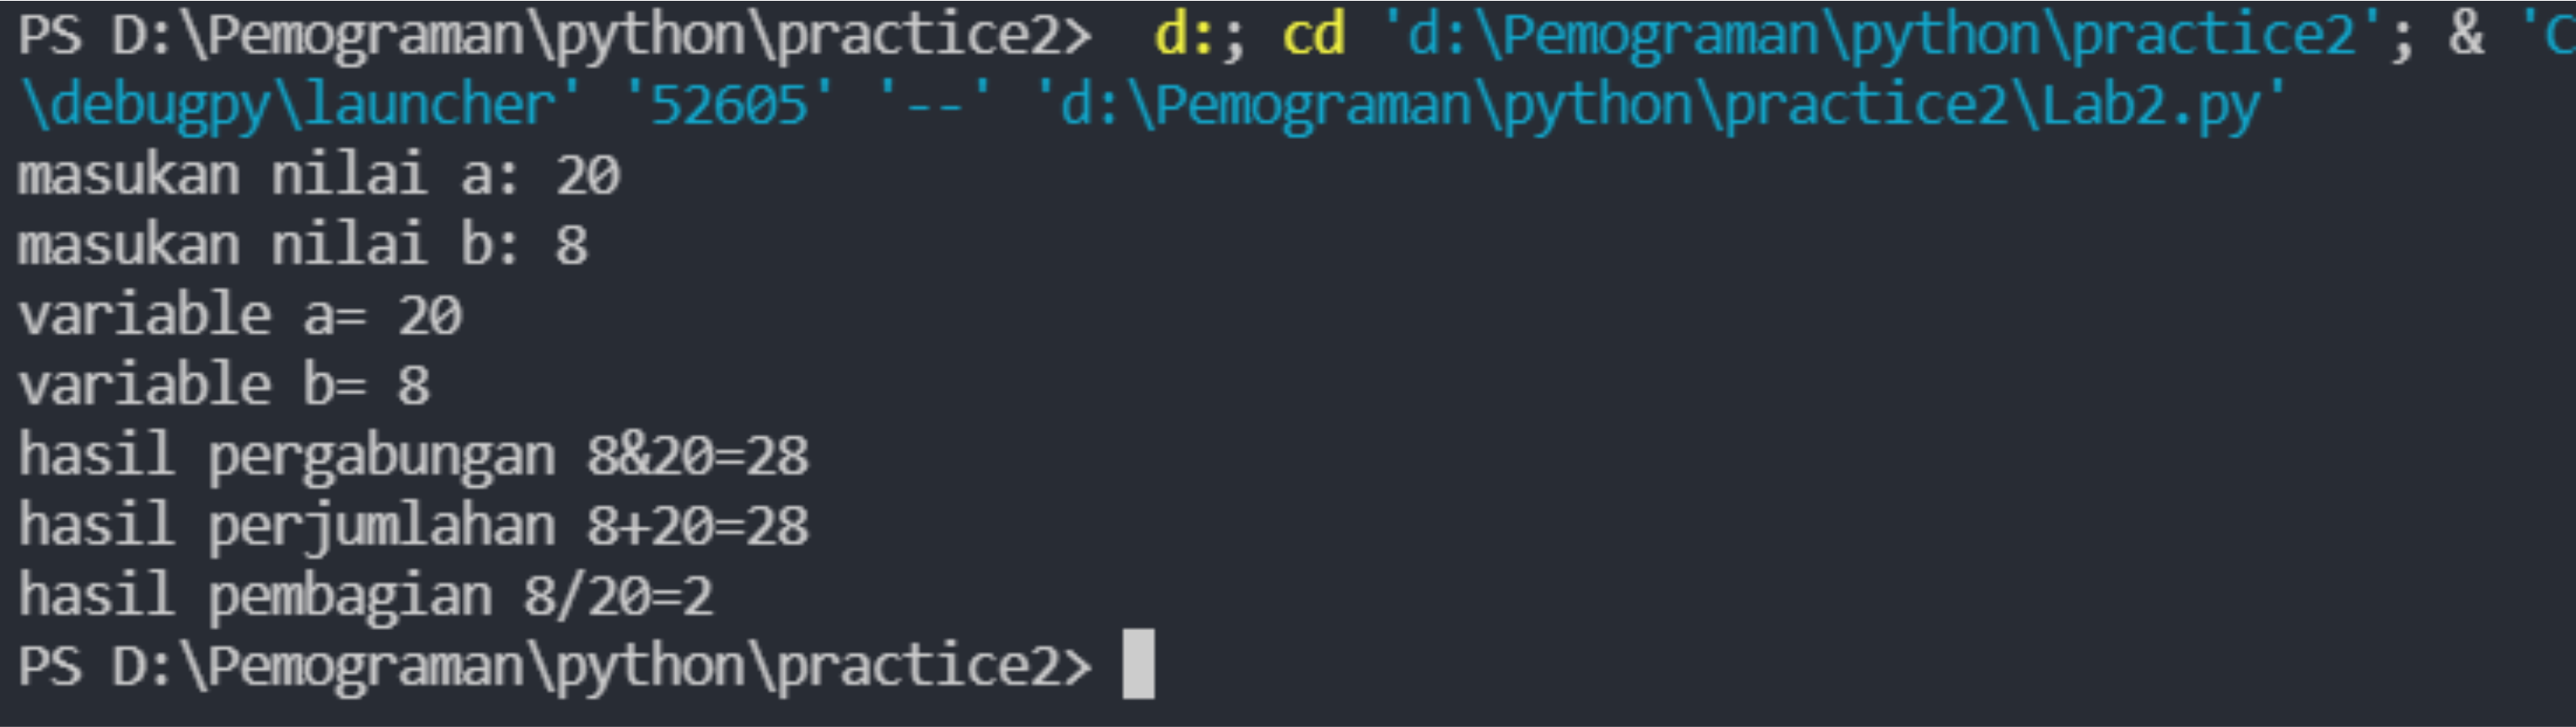 PS D:\Pemograman\python\practice2>  d:; cd 'd:\Pemograman\python\practice2'; & 'C
\debugpy\launcher' '52605' '--' 'd:\Pemograman\python\practice2\Lab2.py'
masukan nilai a: 20
masukan nilai b: 8
variable a= 20
variable b= 8
hasil pergabungan 8&20=28
hasil perjumlahan 8+20=28
hasil pembagian 8/20=2
PS D:\Pemograman\python\practice2>